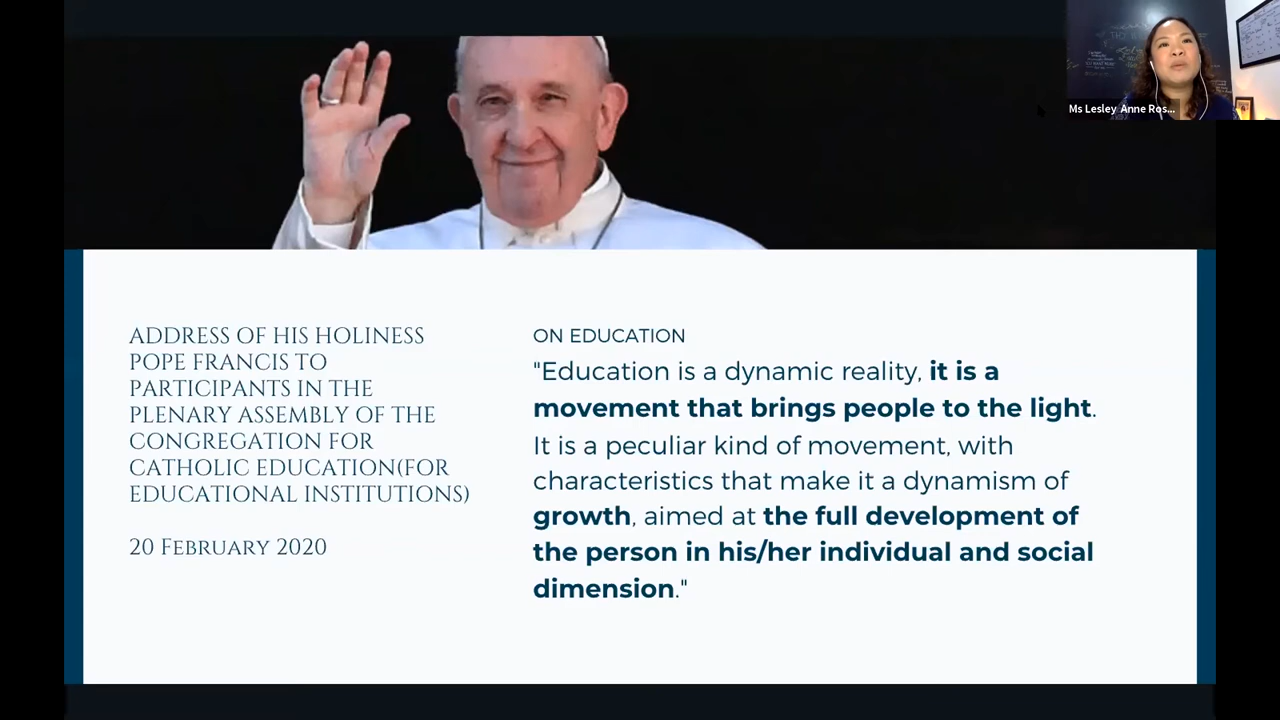 Ms Lesley Anne Ros...
ADDRESS OF HIS HOLINESS
POPE FRANCIS TO
PARTICIPANTS IN THE
PLENARY ASSEMBLY OF THE
CONGREGATION FOR
CATHOLIC EDUCATION(FOR
EDUCATIONAL INSTITUTIONS)
20 FEBRUARY 2020
ON EDUCATION
"Education is a dynamic reality, it is a
movement that brings people to the light.
It is a peculiar kind of movement, with
characteristics that make it a dynamism of
growth, aimed at the full development of
the person in his/her individual and social
dimension."